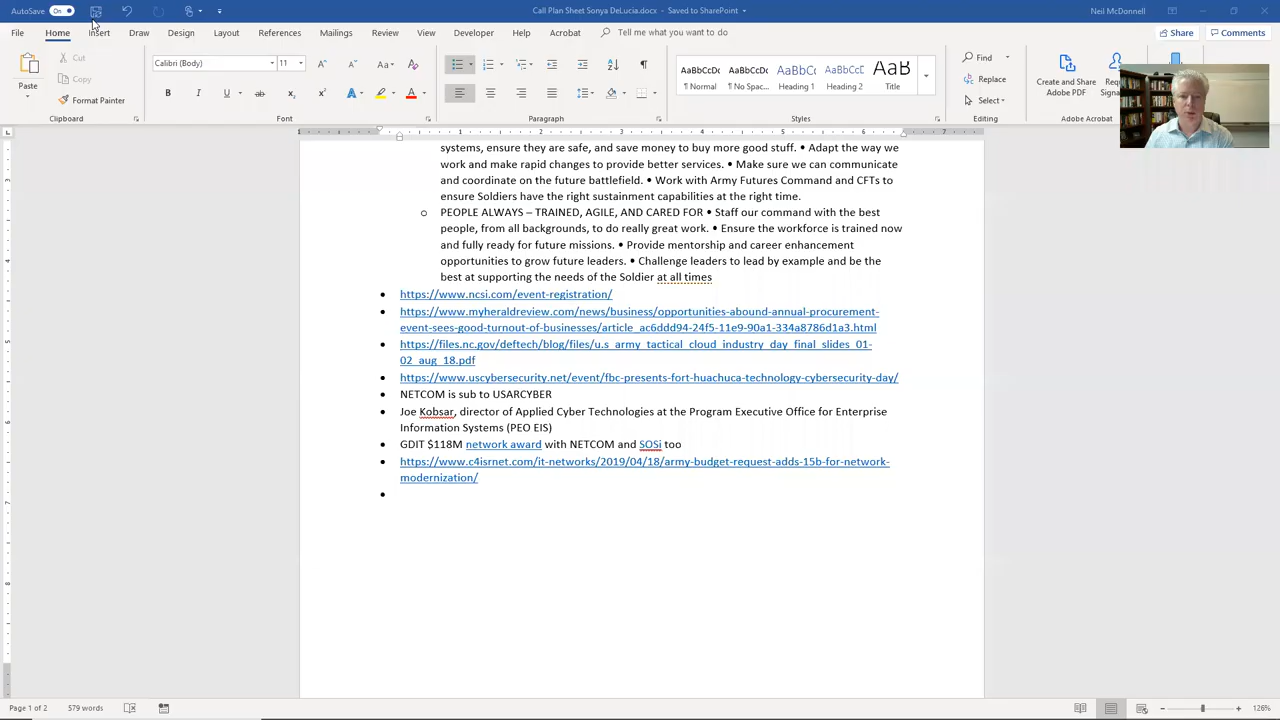 AutoSave On
Call Plan Sheet Sonya DeLucia.docx - Saved to SharePoint
Neil McDonnell
File Home Insert Draw Design Layout References Mailings Review View Developer Help Acrobat Tell me what you want to do
Share Comments
Paste
Cut
Copy
Format Painter
Calibri (Body) 11
Clipboard
Font
Paragraph
AaBbCcDc AaBbCcDc AaBbC AaBbCcC AaB
¶ Normal ¶ No Spac... Heading 1 Heading 2 Title
Styles
Find
Replace
Select
Editing
Create and Share
Adobe PDF
Adobe Acrobat
systems, ensure they are safe, and save money to buy more good stuff. • Adapt the way we
work and make rapid changes to provide better services. • Make sure we can communicate
and coordinate on the future battlefield. • Work with Army Futures Command and CFTs to
ensure Soldiers have the right sustainment capabilities at the right time.
o PEOPLE ALWAYS – TRAINED, AGILE, AND CARED FOR • Staff our command with the best
people, from all backgrounds, to do really great work. • Ensure the workforce is trained now
and fully ready for future missions. • Provide mentorship and career enhancement
opportunities to grow future leaders. • Challenge leaders to lead by example and be the
best at supporting the needs of the Soldier at all times
• https://www.ncsi.com/event-registration/
• https://www.myheraldreview.com/news/business/opportunities-abound-annual-procurement-
event-sees-good-turnout-of-businesses/article_ac6ddd94-24f5-11e9-90a1-334a8786d1a3.html
• https://files.nc.gov/deftech/blog/files/u.s_army_tactical_cloud_industry_day_final_slides_01-
02_aug_18.pdf
• https://www.uscybersecurity.net/event/fbc-presents-fort-huachuca-technology-cybersecurity-day/
• NETCOM is sub to USARCYBER
• Joe Kobsar, director of Applied Cyber Technologies at the Program Executive Office for Enterprise
Information Systems (PEO EIS)
• GDIT $118M network award with NETCOM and SOSi too
• https://www.c4isrnet.com/it-networks/2019/04/18/army-budget-request-adds-15b-for-network-
modernization/
•
Page 1 of 2 579 words
126%